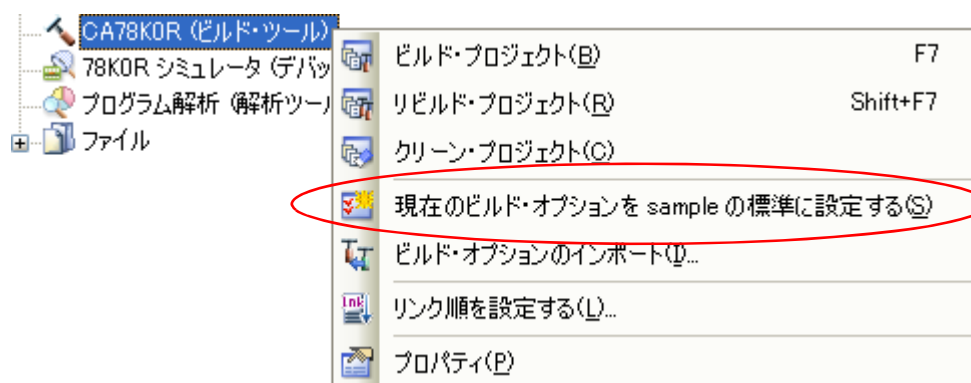 CA78K0R (ビルド・ツール)
78K0R シミュレータ (デバッ
プログラム解析 (解析ツー
ファイル
ビルド・プロジェクト(B) F7
リビルド・プロジェクト(R) Shift+F7
クリーン・プロジェクト(C)
現在のビルド・オプションを sample の標準に設定する(S)
ビルド・オプションのインポート(I)...
リンク順を設定する(L)...
プロパティ(P)